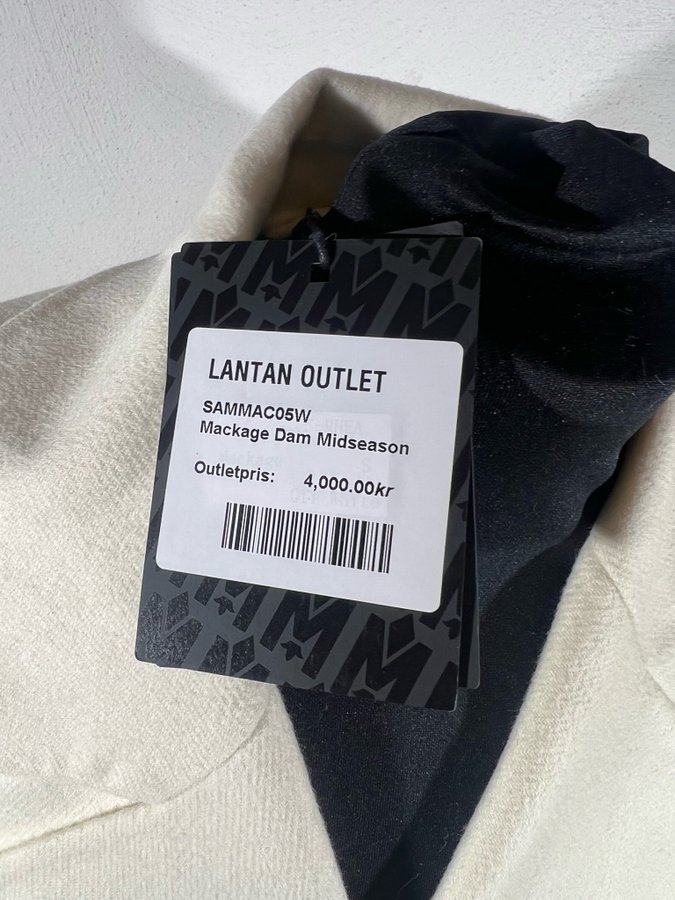 LANTAN OUTLET
SAMMAC05W
Mackage Dam Midseason
Outletpris: 4,000.00kr